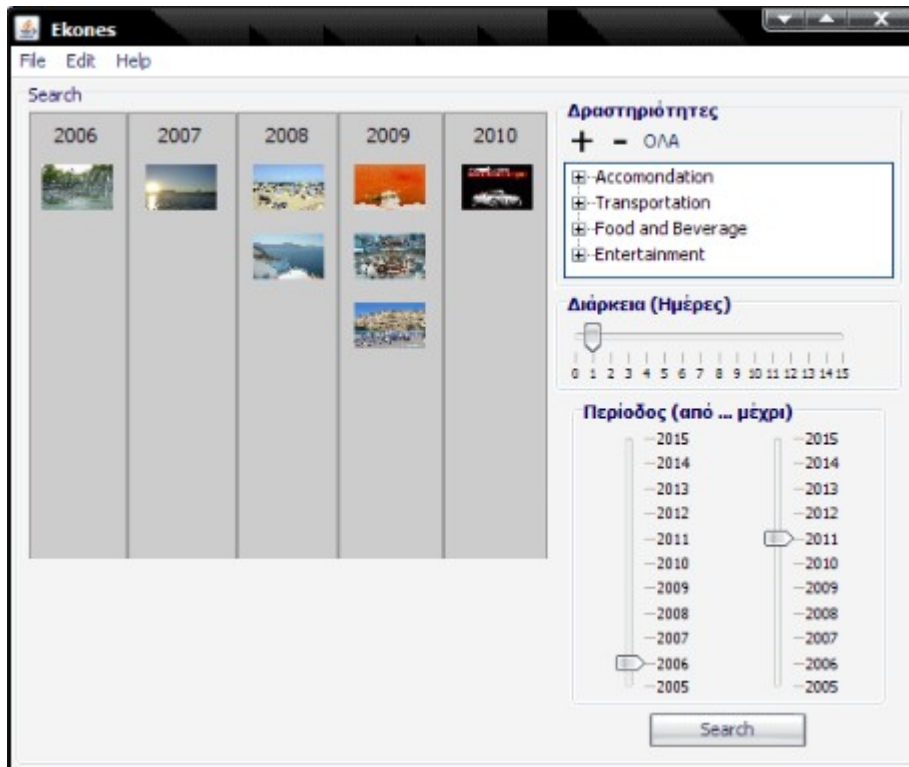 Ekones
File Edit Help
Search
2006 2007 2008 2009 2010
Δραστηριότητες
+ - ΟΛΑ
Accomondation
Transportation
Food and Beverage
Entertainment
Διάρκεια (Ημέρες)
0 1 2 3 4 5 6 7 8 9 10 11 12 13 14 15
Περίοδος (από ... μέχρι)
2015 2015
2014 2014
2013 2013
2012 2012
2011 2011
2010 2010
2009 2009
2008 2008
2007 2007
2006 2006
2005 2005
Search